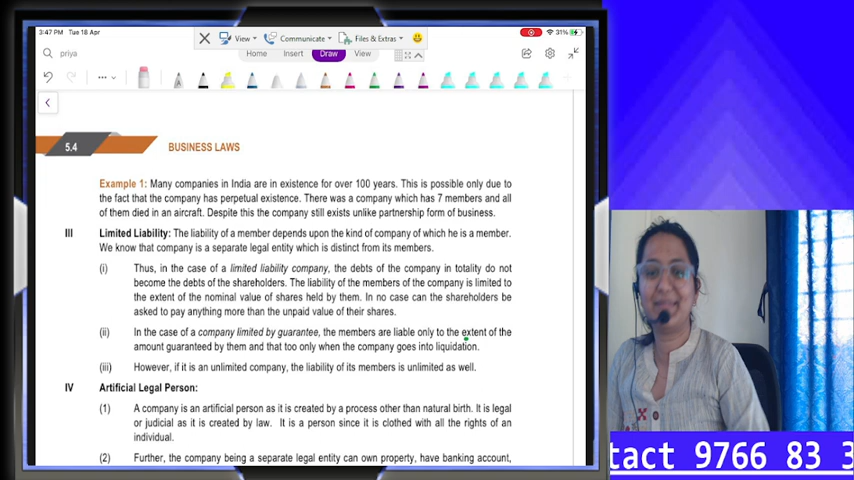 3:47 PM Tue 18 Apr
31%
View Communicate Files & Extras
priya
Home Insert Draw View
5.4 BUSINESS LAWS
Example 1: Many companies in India are in existence for over 100 years. This is possible only due to
the fact that the company has perpetual existence. There was a company which has 7 members and all
of them died in an aircraft. Despite this the company still exists unlike partnership form of business.
III Limited Liability: The liability of a member depends upon the kind of company of which he is a member.
We know that company is a separate legal entity which is distinct from its members.
(i) Thus, in the case of a limited liability company, the debts of the company in totality do not
become the debts of the shareholders. The liability of the members of the company is limited to
the extent of the nominal value of shares held by them. In no case can the shareholders be
asked to pay anything more than the unpaid value of their shares.
(ii) In the case of a company limited by guarantee, the members are liable only to the extent of the
amount guaranteed by them and that too only when the company goes into liquidation.
(iii) However, if it is an unlimited company, the liability of its members is unlimited as well.
IV Artificial Legal Person:
(1) A company is an artificial person as it is created by a process other than natural birth. It is legal
or judicial as it is created by law. It is a person since it is clothed with all the rights of an
individual.
(2) Further, the company being a separate legal entity can own property, have banking account,
tact 9766 83 3